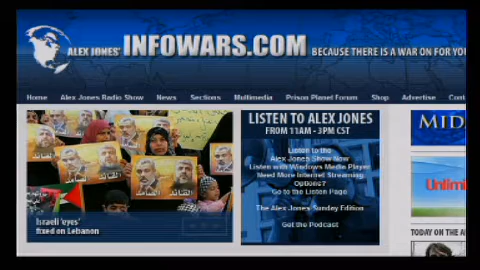 ALEX JONES' INFOWARS.COM BECAUSE THERE IS A WAR ON FOR YOU
Home Alex Jones Radio Show News Sections Multimedia Prison Planet Forum Shop Advertise Cont
LISTEN TO ALEX JONES
FROM 11AM - 3PM CST
Listen to the
Alex Jones Show Now
Listen with Windows Media Player
Need More Internet Streaming
Options?
Go to the Listen Page
The Alex Jones Sunday Edition
Get the Podcast
Israeli 'eyes'
fixed on Lebanon
MID
Unlimi
TODAY ON THE A